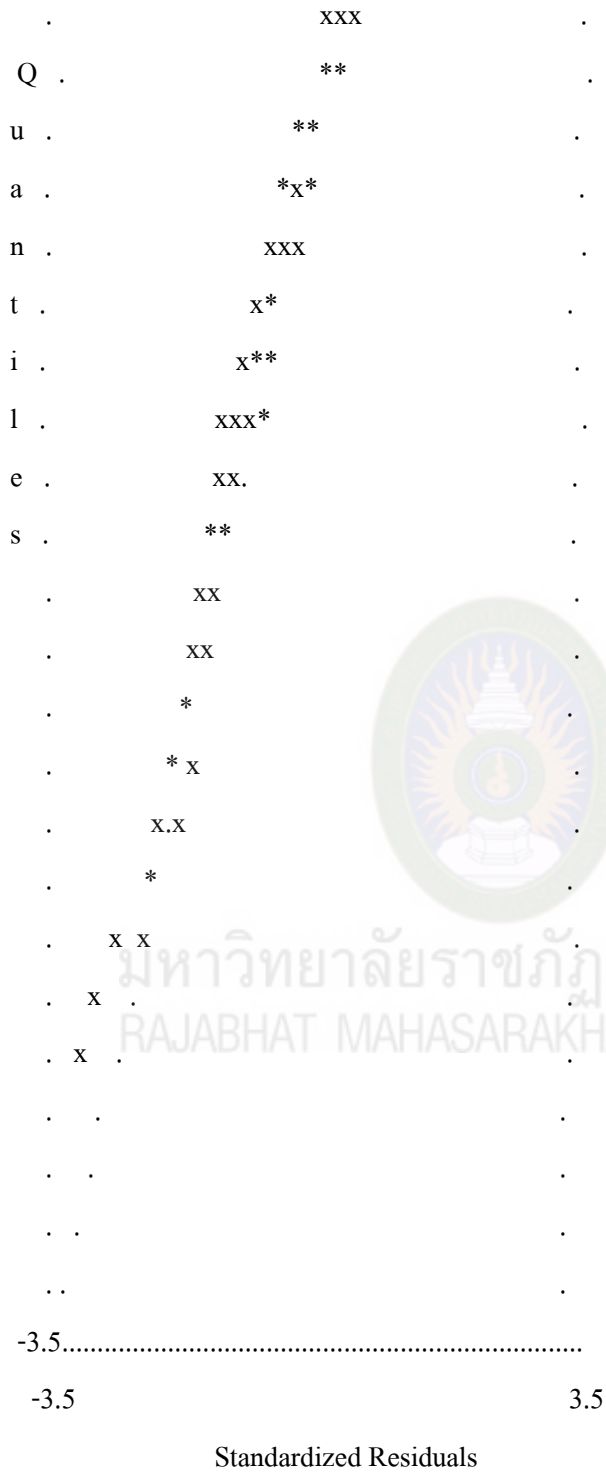 . xxx .
Q . ** .
u . ** .
a . *x* .
n . xxx .
t . x* .
i . x** .
l . xxx* .
e . xx. .
s . ** .
. xx .
. xx .
. * .
. * x .
. x.x .
. * .
. x x .
มหาวิทยาลัยราชภัฏ
. x . .
RAJABHAT MAHASARAKH
. x . .
. . .
. . .
. . .
. . .
-3.5..........................................................................
-3.5 3.5
Standardized Residuals